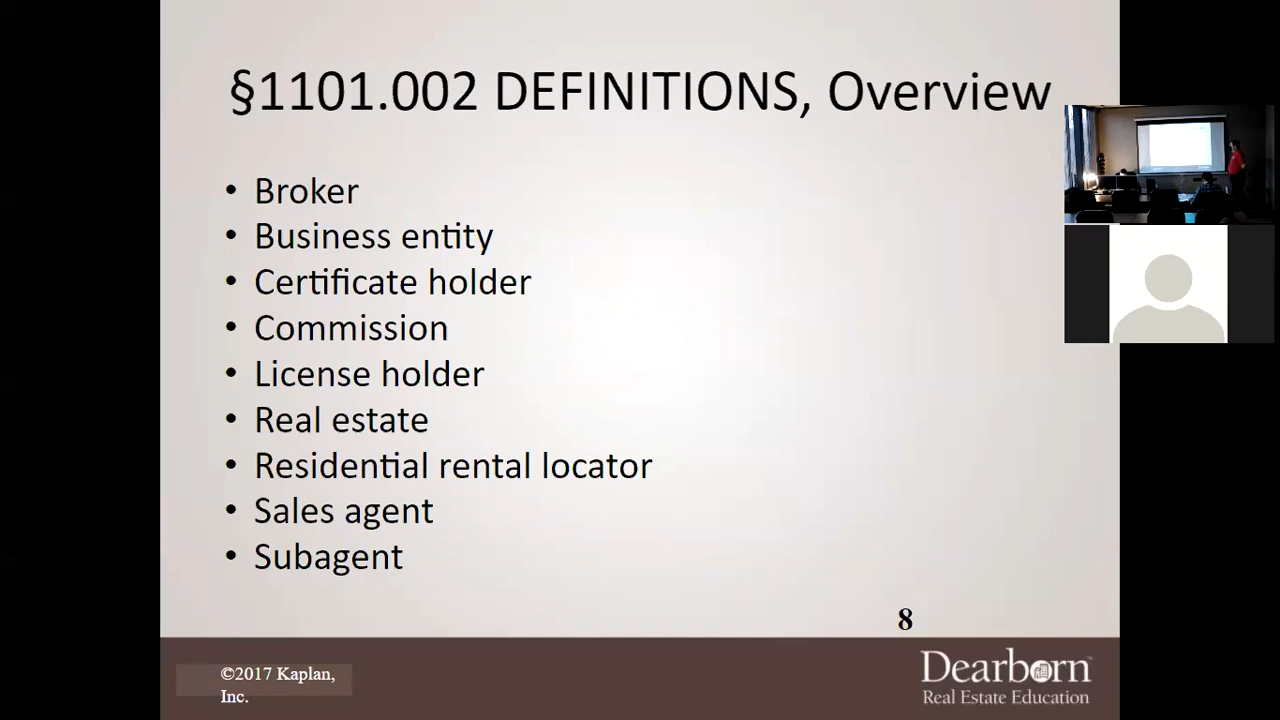 §1101.002 DEFINITIONS, Overview
• Broker
• Business entity
• Certificate holder
• Commission
• License holder
• Real estate
• Residential rental locator
• Sales agent
• Subagent
8
©2017 Kaplan,
Inc.
Dearborn
Real Estate Education